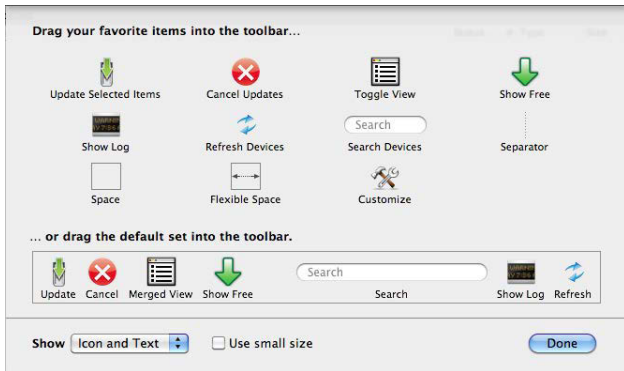 Drag your favorite items into the toolbar...
Update Selected Items Cancel Updates Toggle View Show Free
Search
Show Log Refresh Devices Search Devices Separator
Space Flexible Space Customize
... or drag the default set into the toolbar.
Search
Update Cancel Merged View Show Free Search Show Log Refresh
Show Icon and Text Use small size Done